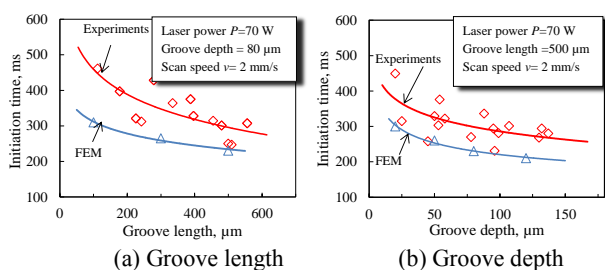 Laser power P=70 W
Groove depth = 80 µm
Scan speed v= 2 mm/s
Experiments
FEM
Initiation time, ms
600
500
400
300
200
100
0 200 400 600
Groove length, µm
(a) Groove length
Laser power P=70 W
Groove length =500 µm
Scan speed v= 2 mm/s
Experiments
FEM
Initiation time, ms
600
500
400
300
200
100
0 50 100 150
Groove depth, µm
(b) Groove depth